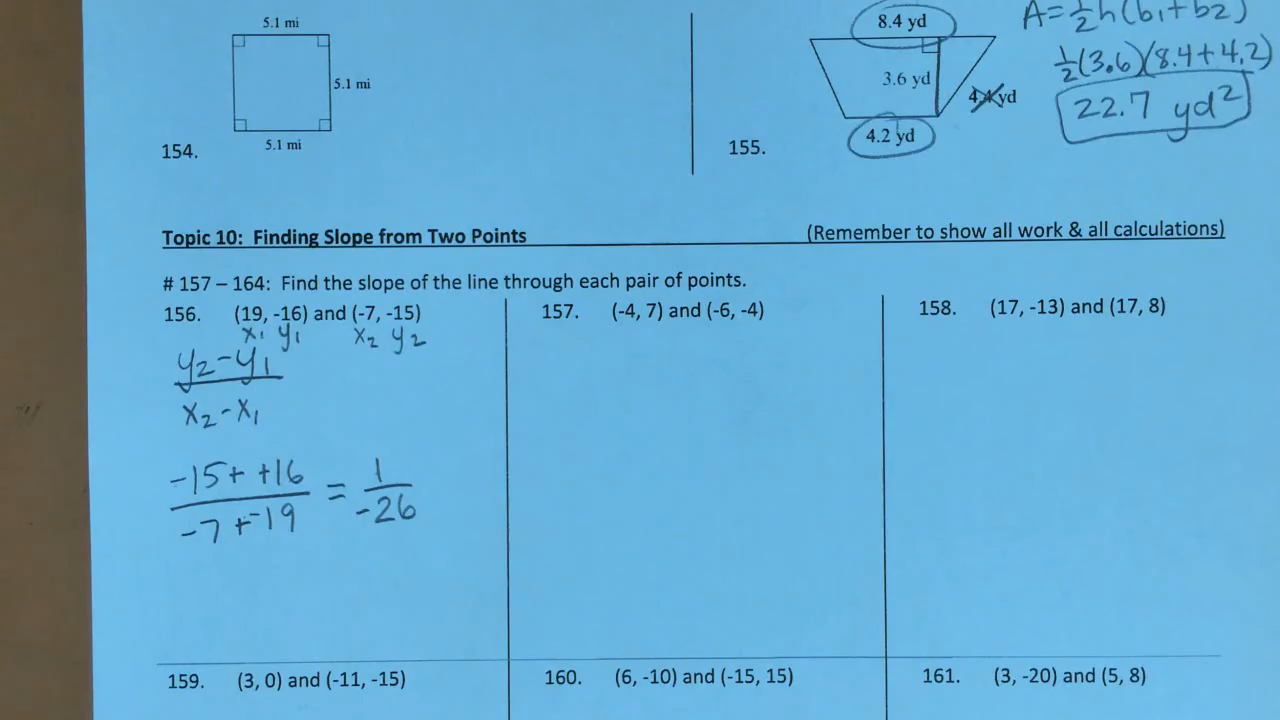 5.1 mi
5.1 mi
5.1 mi
154.
8.4 yd
3.6 yd
4.4 yd
4.2 yd
155.
A=½h(b₁+b₂)
½(3.6)(8.4+4.2)
22.7 yd²
Topic 10: Finding Slope from Two Points (Remember to show all work & all calculations)
# 157 – 164: Find the slope of the line through each pair of points.
156. (19, -16) and (-7, -15)
x₁ y₁ x₂ y₂
y₂-y₁
x₂-x₁
-15+ +16 = 1
-7+-19 -26
157. (-4, 7) and (-6, -4)
158. (17, -13) and (17, 8)
159. (3, 0) and (-11, -15)
160. (6, -10) and (-15, 15)
161. (3, -20) and (5, 8)